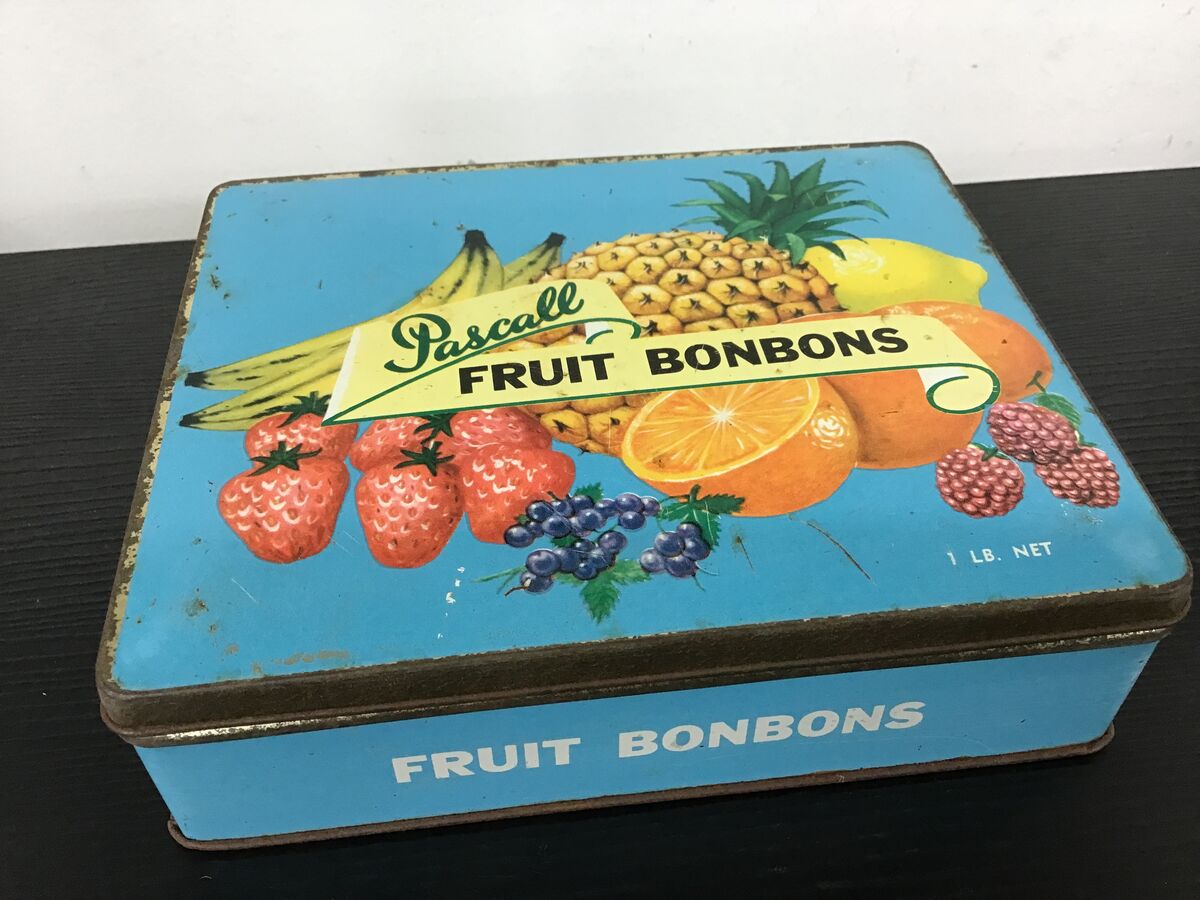 Pascall
FRUIT BONBONS
1 LB. NET
FRUIT BONBONS